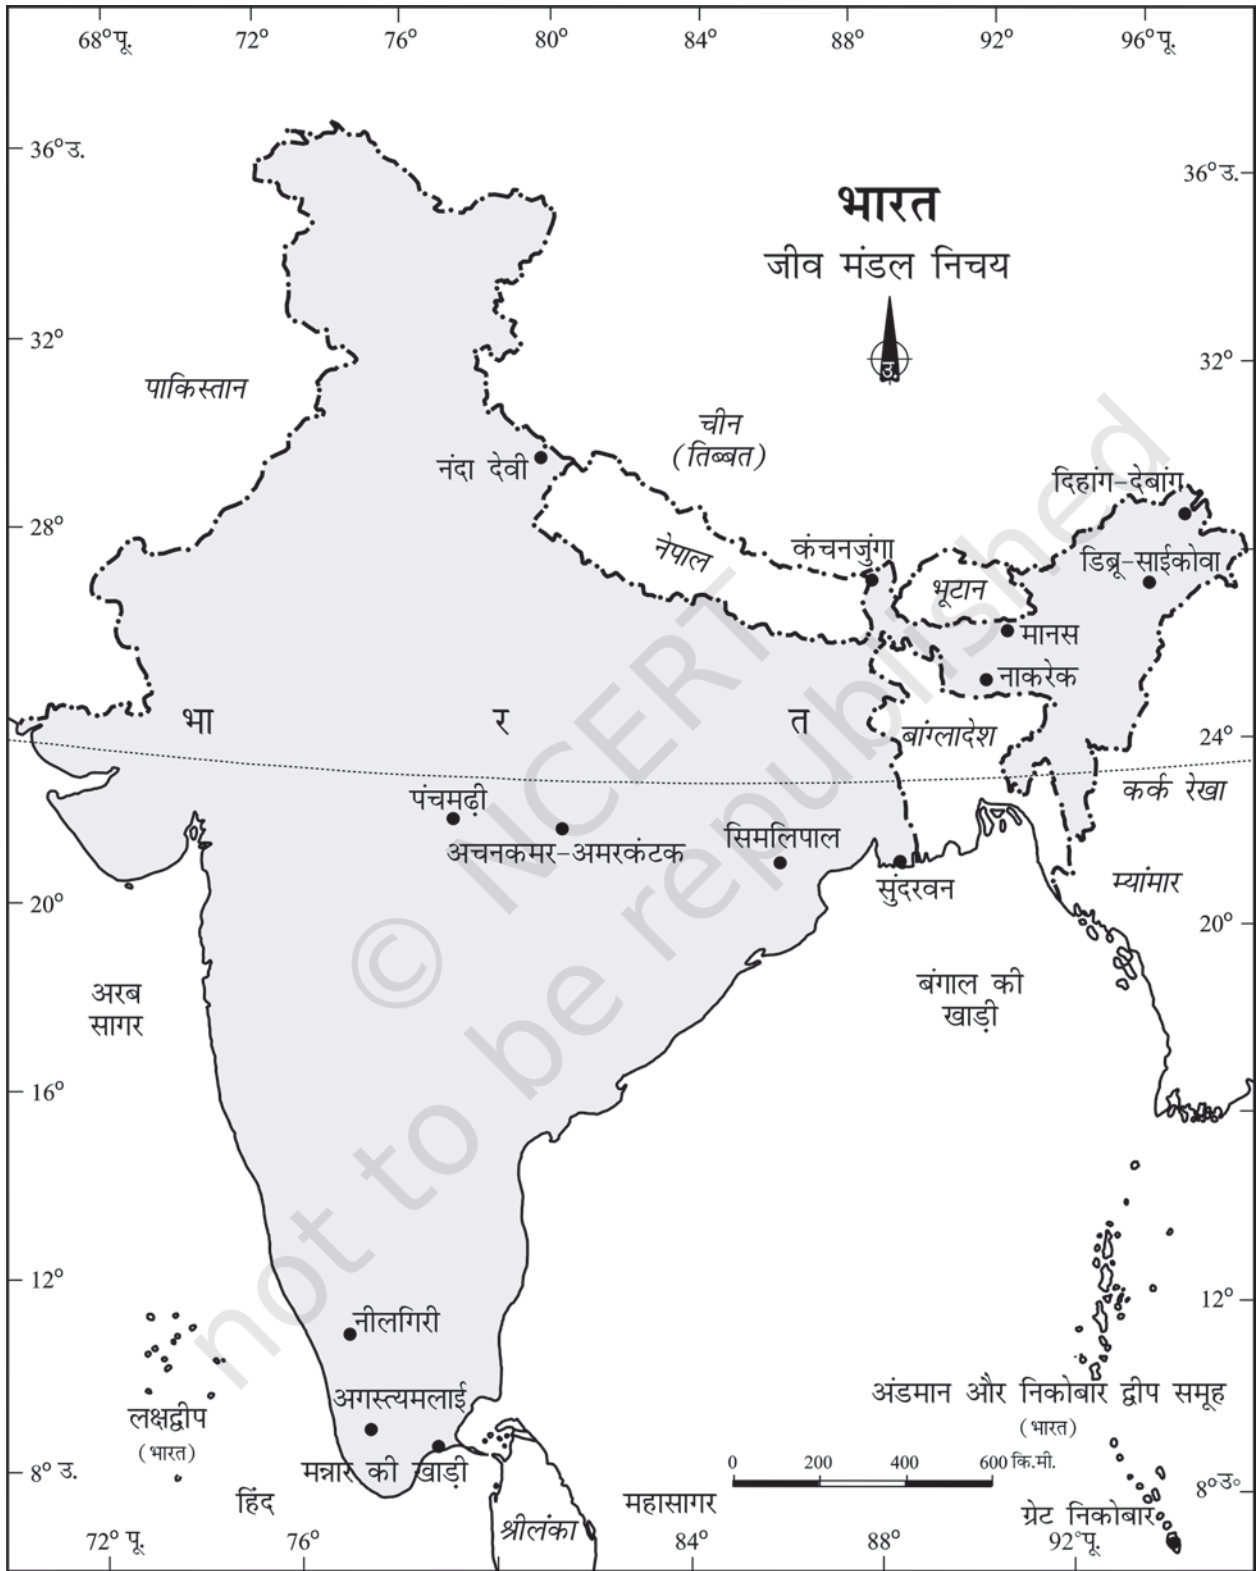 68° पू.
72°
76°
80°
84°
88°
92°
96° पू.
36° उ.
36° उ.
भारत
जीव मंडल निचय
उ.
32°
32°
पाकिस्तान
चीन
(तिब्बत)
नंदा देवी
दिहांग-देबांग
28°
नेपाल
कंचनजुंगा
भूटान
डिब्रू-साईकोवा
मानस
नाकरेक
भा र त
बांग्लादेश
24°
कर्क रेखा
पंचमढ़ी
अचनकमर-अमरकंटक
सिमलिपाल
सुंदरवन
म्यांमार
20°
20°
अरब
सागर
बंगाल की
खाड़ी
16°
12°
12°
नीलगिरी
अगस्त्यमलाई
मन्नार की खाड़ी
लक्षद्वीप
(भारत)
अंडमान और निकोबार द्वीप समूह
(भारत)
0 200 400 600 कि.मी.
8° उ.
8° उ०
हिंद
महासागर
श्रीलंका
ग्रेट निकोबार
72° पू.
76°
84°
88°
92° पू.
© NCERT
not to be republished